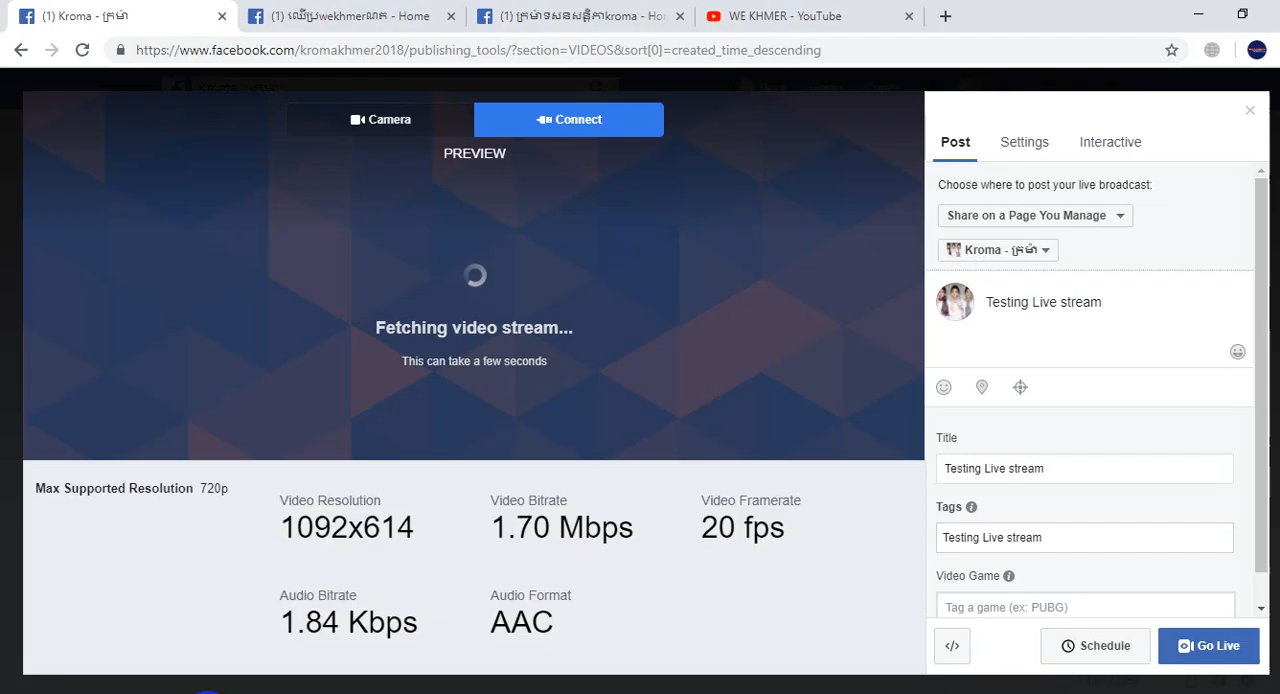 (1) Kroma - ក្រម៉ា
(1) ឈើប្រwekhmerណត - Home
(1) ក្រម៉ាទសនសន្តិភាkroma - Ho
WE KHMER - YouTube
https://www.facebook.com/kromakhmer2018/publishing_tools/?section=VIDEOS&sort[0]=created_time_descending
Camera
Connect
PREVIEW
Fetching video stream...
This can take a few seconds
Max Supported Resolution 720p
Video Resolution
1092x614
Video Bitrate
1.70 Mbps
Video Framerate
20 fps
Audio Bitrate
1.84 Kbps
Audio Format
AAC
Post
Settings
Interactive
Choose where to post your live broadcast:
Share on a Page You Manage
Kroma - ក្រម៉ា
Testing Live stream
Title
Testing Live stream
Tags
Testing Live stream
Video Game
Tag a game (ex: PUBG)
</>
Schedule
Go Live